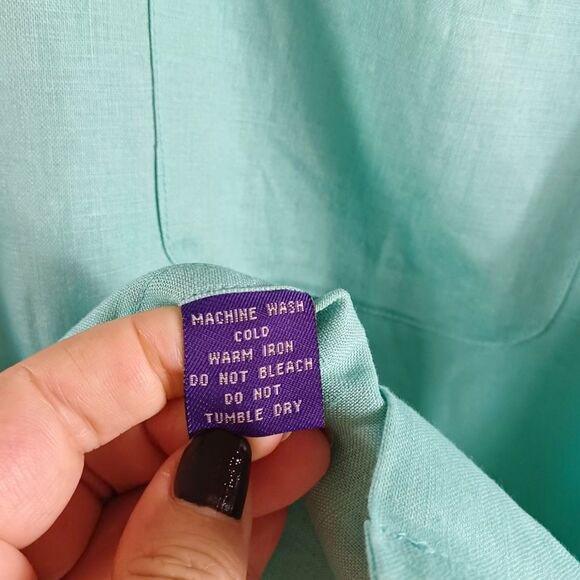 MACHINE WASH
COLD
WARM IRON
DO NOT BLEACH
DO NOT
TUMBLE DRY